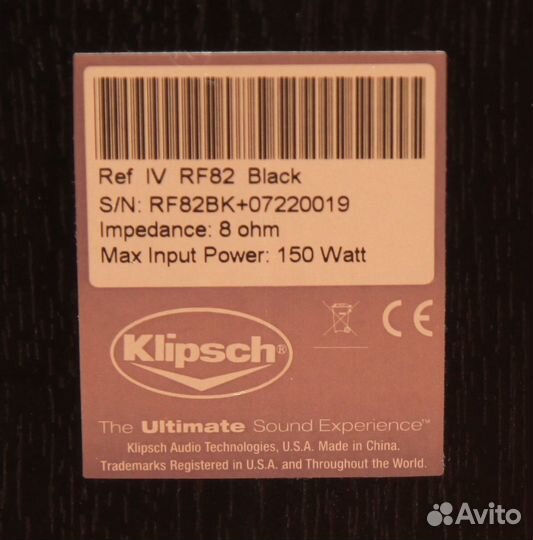 Ref IV RF82 Black
S/N: RF82BK+07220019
Impedance: 8 ohm
Max Input Power: 150 Watt
CE
Klipsch®
The Ultimate Sound Experience™
Klipsch Audio Technologies, U.S.A. Made in China.
Trademarks Registered in U.S.A. and Throughout the World.
Avito